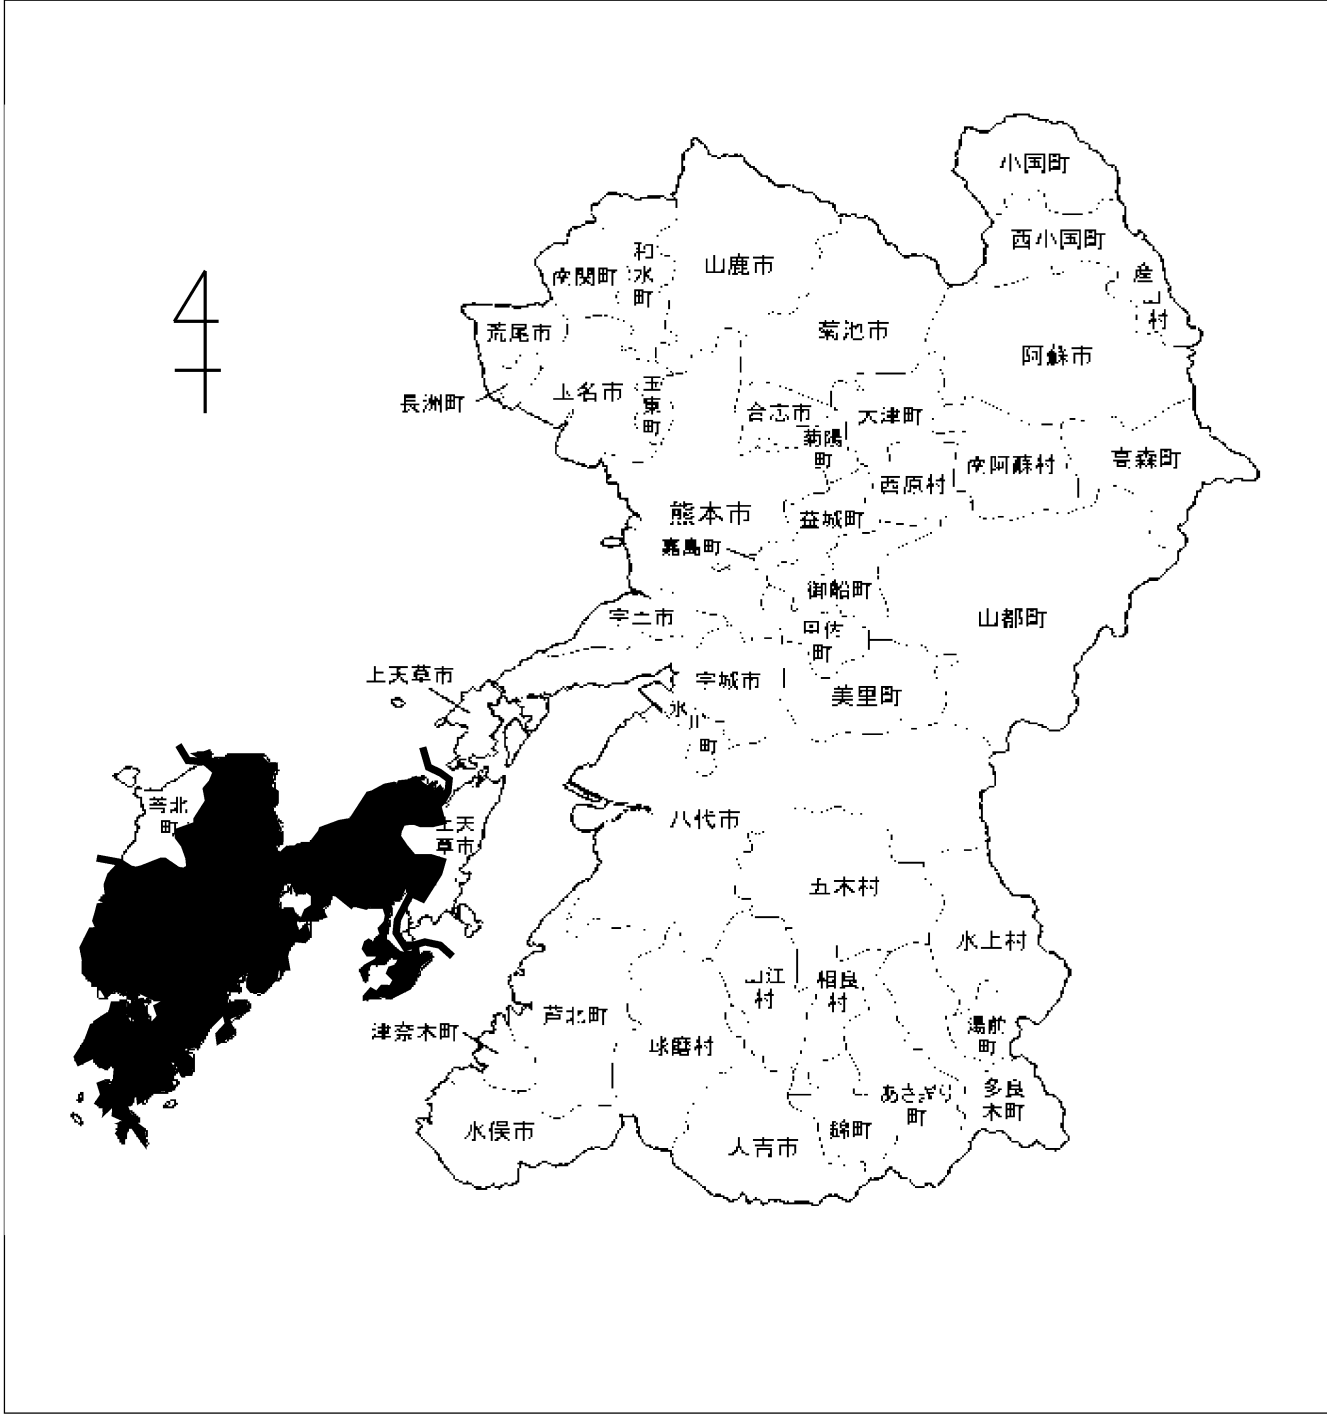 小国町
西小国町
産
山
村
和
水
町
南関町
山鹿市
菊池市
荒尾市
阿蘇市
長洲町
玉名市
玉
東
町
合志市
大津町
菊陽
町
南阿蘇村
高森町
西原村
熊本市
益城町
嘉島町
御船町
宇土市
山都町
甲佐
町
上天草市
宇城市
美里町
氷
川
町
苓北
町
上天
草市
八代市
五木村
水上村
山江
村
相良
村
芦北町
津奈木町
球磨村
湯前
町
あさぎり
町
多良
木町
水俣市
錦町
人吉市